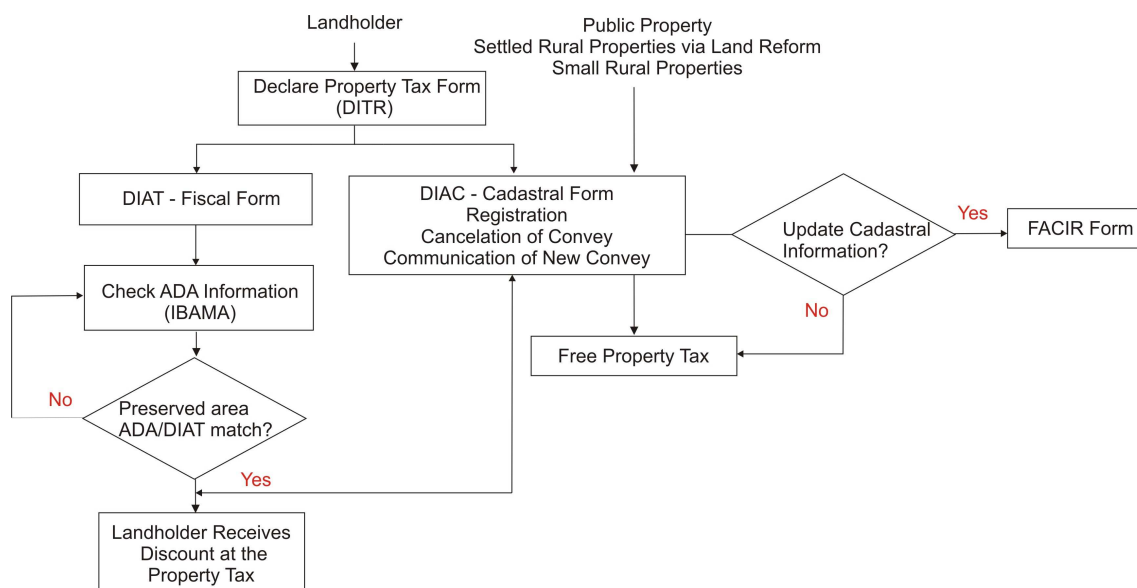 Landholder
Public Property
Settled Rural Properties via Land Reform
Small Rural Properties
Declare Property Tax Form
(DITR)
DIAT - Fiscal Form
DIAC - Cadastral Form
Registration
Cancelation of Convey
Communication of New Convey
Update Cadastral
Information?
Yes
FACIR Form
Check ADA Information
(IBAMA)
No
Free Property Tax
No
Preserved area
ADA/DIAT match?
Yes
Landholder Receives
Discount at the
Property Tax